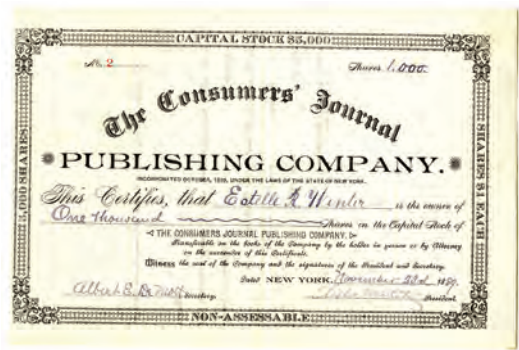 CAPITAL STOCK $5,000
No. 2 Shares 1,000.
The Consumers' Journal
PUBLISHING COMPANY.
INCORPORATED OCTOBER, 1889, UNDER THE LAWS OF THE STATE OF NEW YORK.
This Certifies, that Estelle R Winter is the owner of
One thousand Shares on the Capital Stock of
THE CONSUMERS JOURNAL PUBLISHING COMPANY.
Transferable on the books of the Company by the holder in person or by Attorney
on the surrender of this Certificate.
Witness the seal of the Company and the signatures of the President and Secretary.
Dated NEW YORK, November 22d 1889.
Albert E. Secretary. President.
NON-ASSESSABLE
5,000 SHARES
SHARES $1 EACH